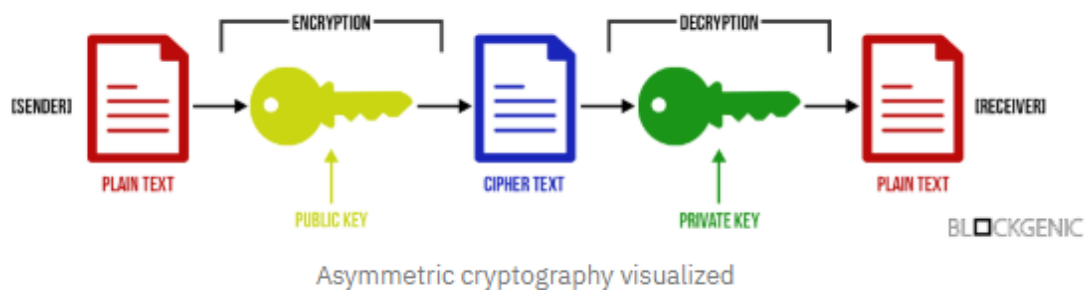 ENCRYPTION
DECRYPTION
[SENDER]
[RECEIVER]
PLAIN TEXT
CIPHER TEXT
PLAIN TEXT
PUBLIC KEY
PRIVATE KEY
BLOCKGENIC
Asymmetric cryptography visualized